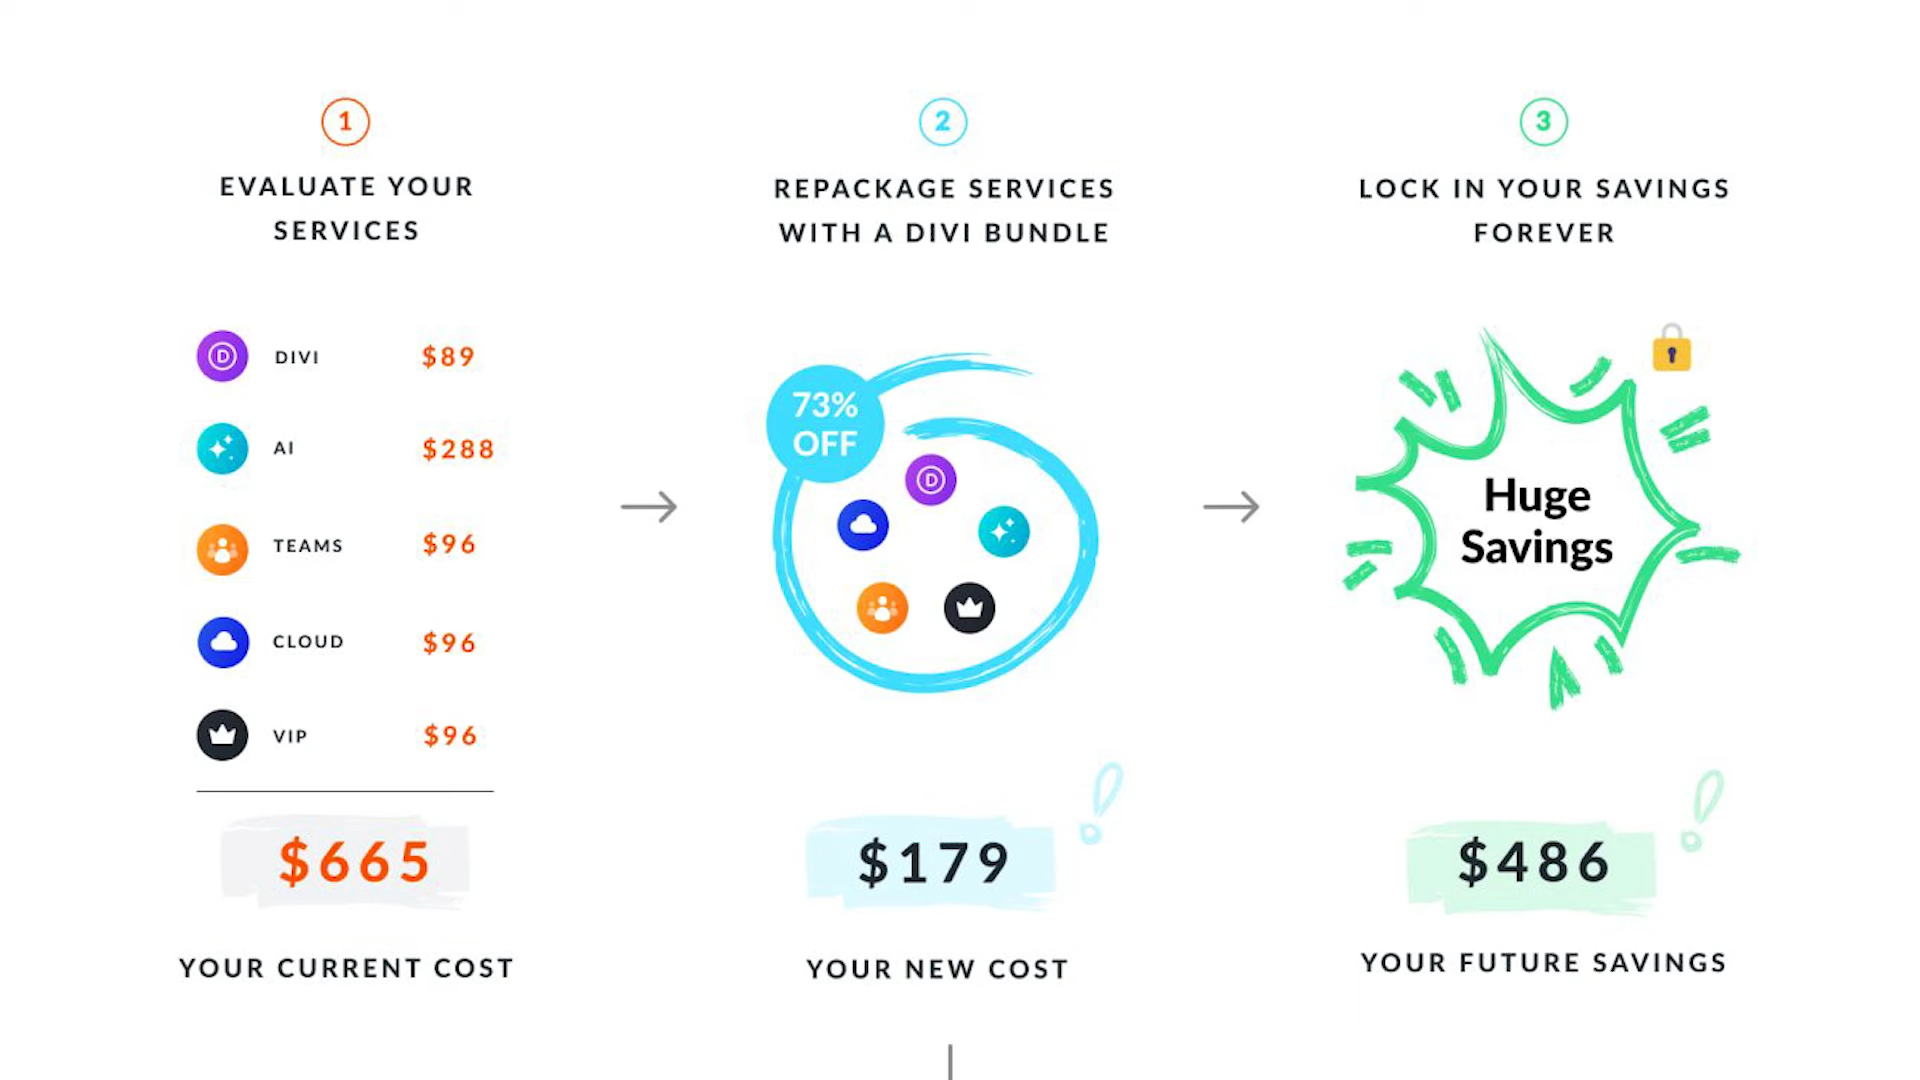 1
EVALUATE YOUR
SERVICES
D DIVI $89
AI $288
TEAMS $96
CLOUD $96
VIP $96
$665
YOUR CURRENT COST
2
REPACKAGE SERVICES
WITH A DIVI BUNDLE
73%
OFF
D
$179
YOUR NEW COST
3
LOCK IN YOUR SAVINGS
FOREVER
Huge
Savings
$486
YOUR FUTURE SAVINGS